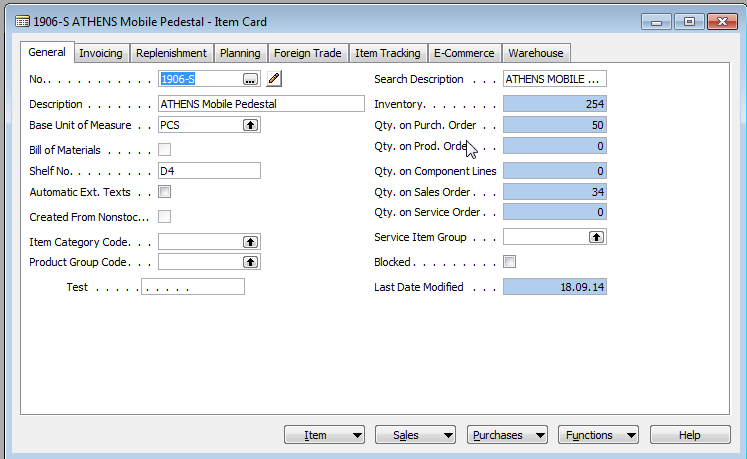 1906-S ATHENS Mobile Pedestal - Item Card
General Invoicing Replenishment Planning Foreign Trade Item Tracking E-Commerce Warehouse
No. . . . . . . . . . . . 1906-S ...
Description . . . . . . . ATHENS Mobile Pedestal
Base Unit of Measure . . PCS
Bill of Materials . . . . .
Shelf No. . . . . . . . . D4
Automatic Ext. Texts . .
Created From Nonstoc...
Item Category Code. . .
Product Group Code. . .
Test . . . . . . . . . .
Search Description . . . ATHENS MOBILE ...
Inventory. . . . . . . . 254
Qty. on Purch. Order . . 50
Qty. on Prod. Order . . 0
Qty. on Component Lines 0
Qty. on Sales Order . . 34
Qty. on Service Order . . 0
Service Item Group . . .
Blocked . . . . . . . . .
Last Date Modified . . . 18.09.14
Item Sales Purchases Functions Help